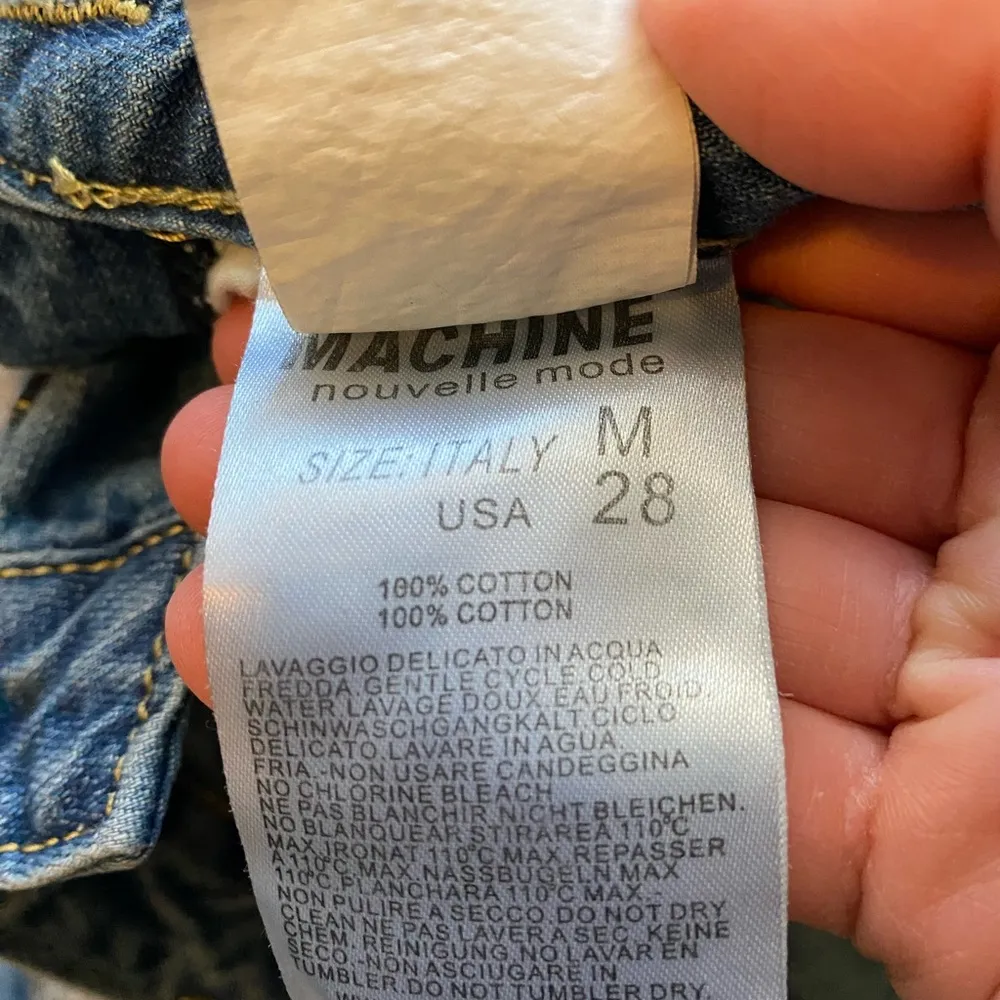 MACHINE
nouvelle mode
SIZE: ITALY M
USA 28
100% COTTON
100% COTTON
LAVAGGIO DELICATO IN ACQUA
FREDDA.GENTLE CYCLE COLD
WATER LAVAGE DOUX EAU FROID.
SCHINWASCHGANGKALT CICLO
DELICATO.LAVARE IN AGUA.
FRIA.-NON USARE CANDEGGINA
NO CHLORINE BLEACH
NE PAS BLANCHIR.NICHT BLEICHEN.
NO BLANQUEAR STIRAREA 110°C
MAX.IRONAT 110°C MAX.REPASSER
A 110°C MAX.NASSBUGELN MAX
110°C.PLANCHARA 110°C MAX.-
NON PULIRE A SECCO.DO NOT DRY
CLEAN NE PAS LAVER A SEC. KEINE
CHEM. REINIGUNG.NO LAVAR EN
SECO.-NON ASCIUGARE IN
TUMBLER.DO NOT TUMBLER DRY